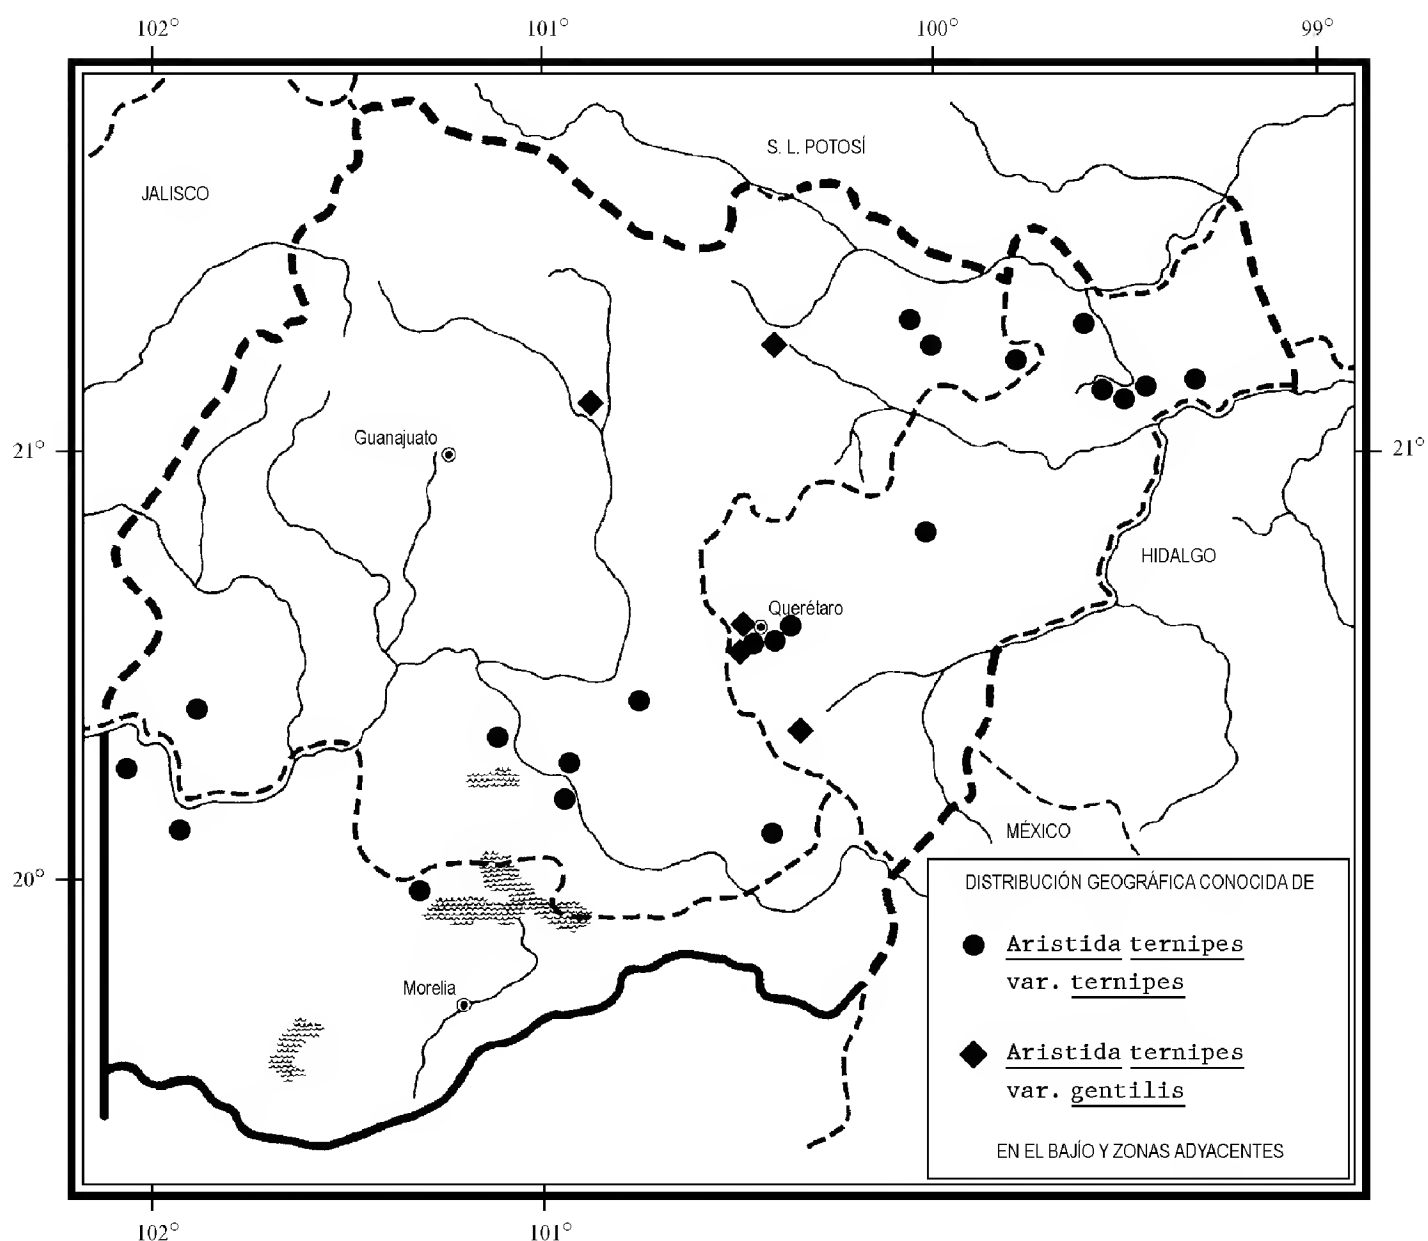 102° 101° 100° 99°
S. L. POTOSÍ
JALISCO
Guanajuato
21° 21°
HIDALGO
Querétaro
MÉXICO
20°
DISTRIBUCIÓN GEOGRÁFICA CONOCIDA DE
Aristida ternipes
var. ternipes
Morelia
Aristida ternipes
var. gentilis
EN EL BAJÍO Y ZONAS ADYACENTES
102° 101°